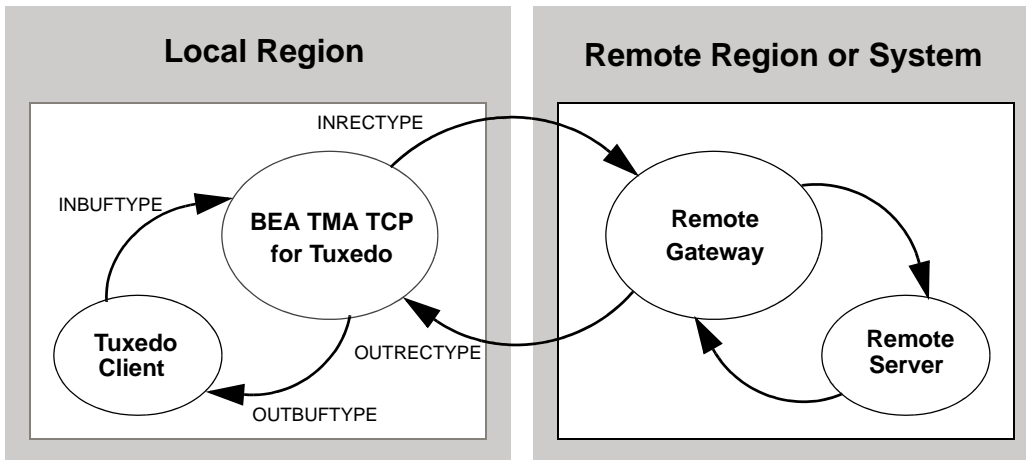 Local Region
Remote Region or System
INRECTYPE
INBUFTYPE
BEA TMA TCP
for Tuxedo
Remote
Gateway
Tuxedo
Client
OUTRECTYPE
Remote
Server
OUTBUFTYPE